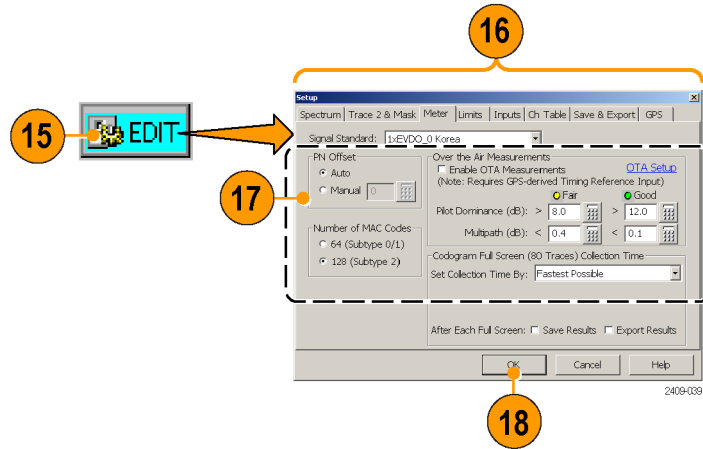 16
15
EDIT
Setup
Spectrum Trace 2 & Mask Meter Limits Inputs Ch Table Save & Export GPS
Signal Standard: 1xEVDO_0 Korea
17
PN Offset
Auto
Manual 0
Number of MAC Codes
64 (Subtype 0/1)
128 (Subtype 2)
Over the Air Measurements
Enable OTA Measurements OTA Setup
(Note: Requires GPS-derived Timing Reference Input)
Fair Good
Pilot Dominance (dB): > 8.0 > 12.0
Multipath (dB): < 0.4 < 0.1
Codogram Full Screen (80 Traces) Collection Time
Set Collection Time By: Fastest Possible
After Each Full Screen: Save Results Export Results
OK Cancel Help
18
2409-039